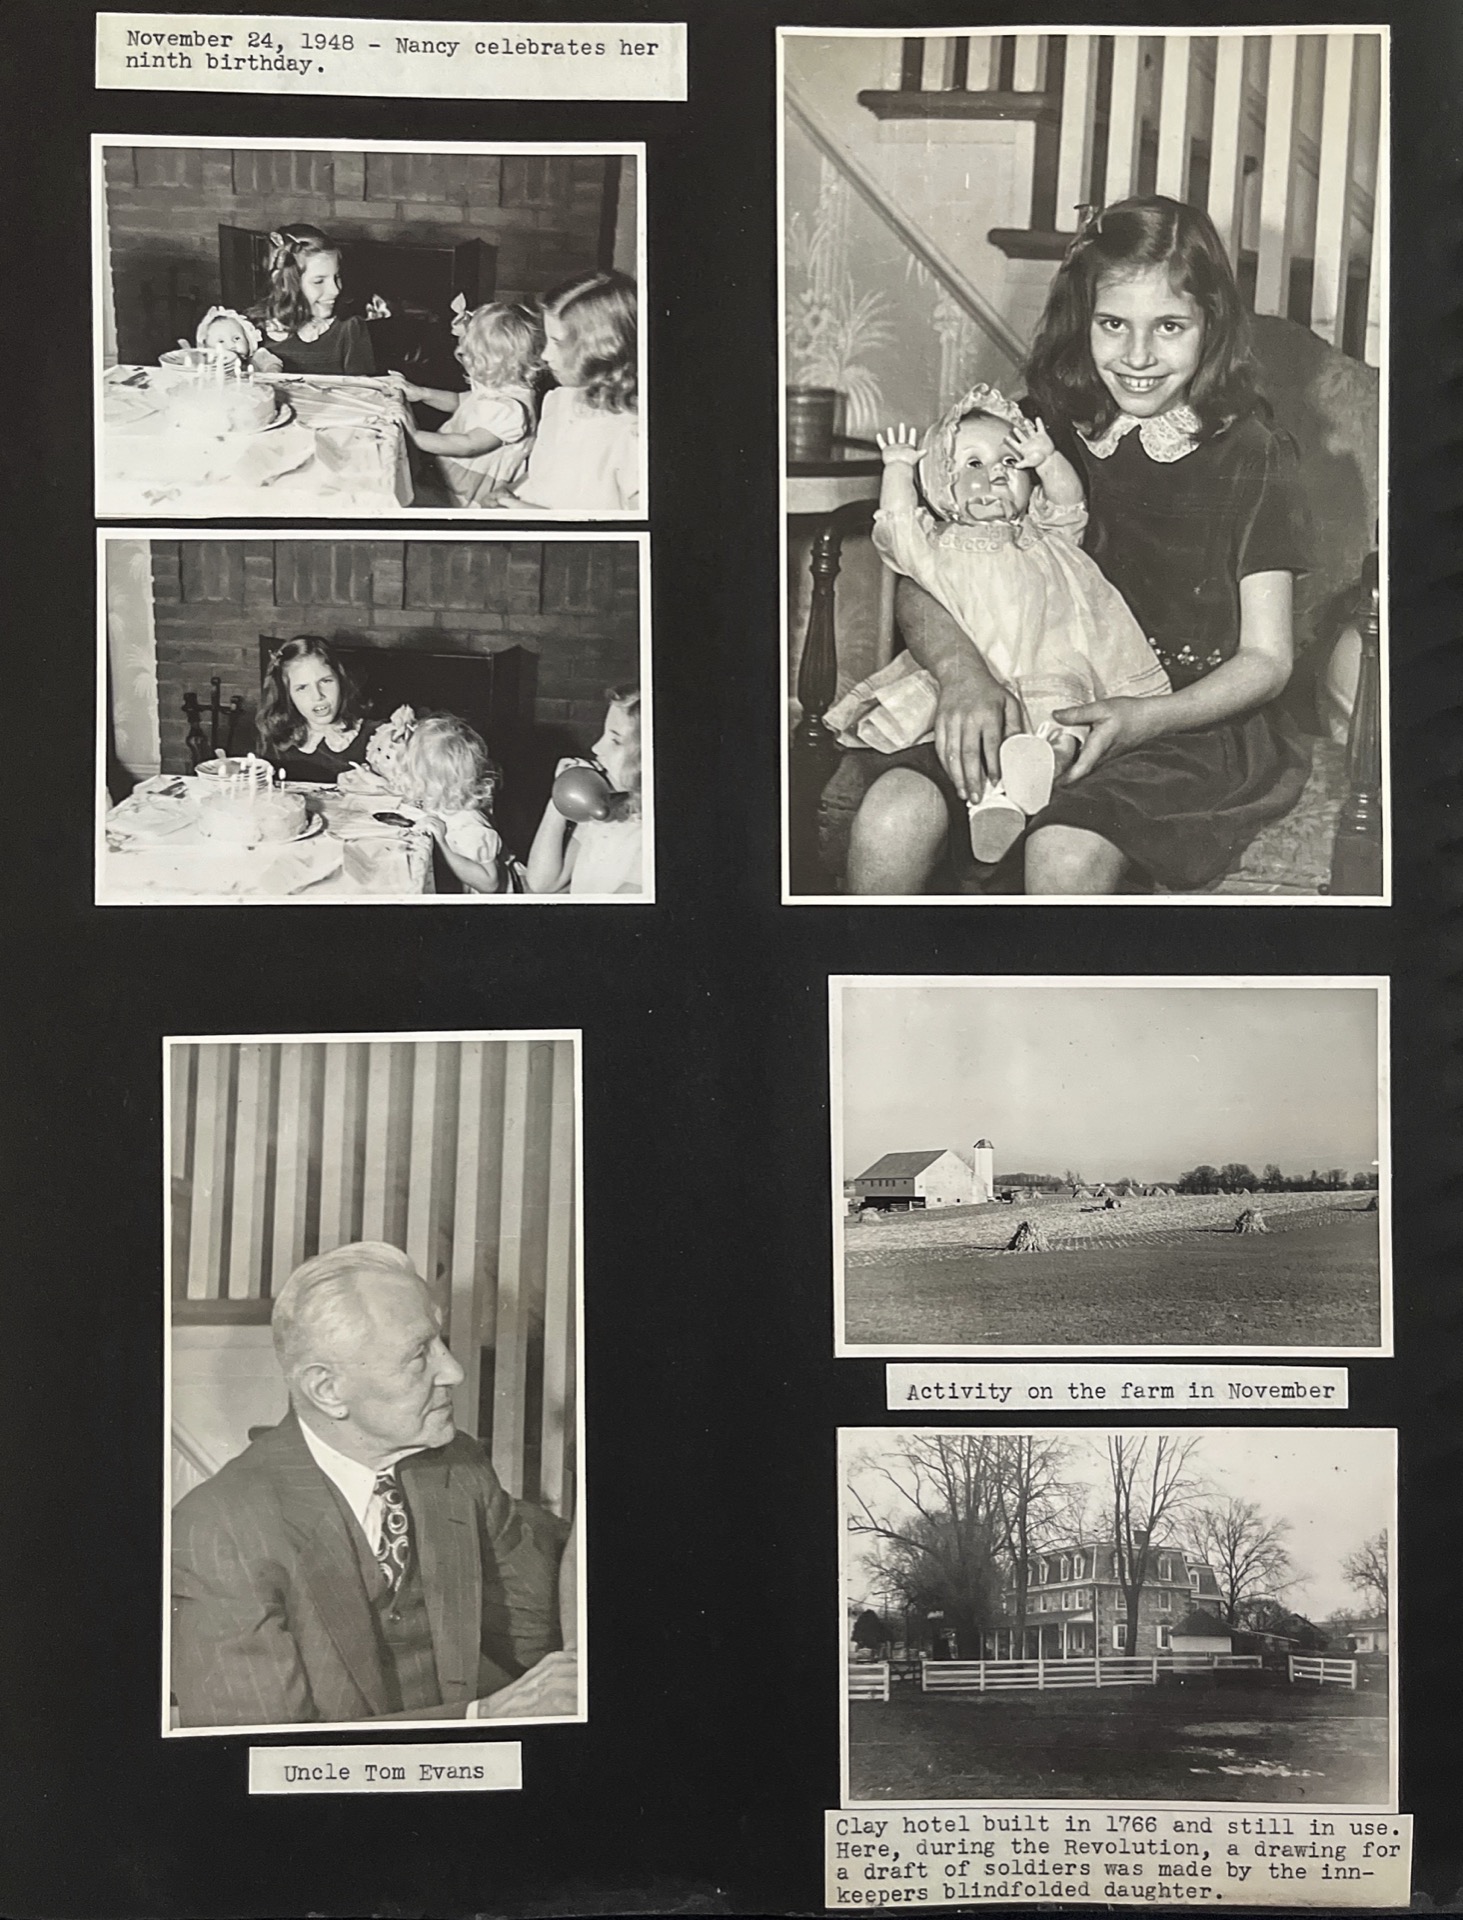 November 24, 1948 - Nancy celebrates her
ninth birthday.
Uncle Tom Evans
Activity on the farm in November
Clay hotel built in 1766 and still in use.
Here, during the Revolution, a drawing for
a draft of soldiers was made by the inn-
keepers blindfolded daughter.